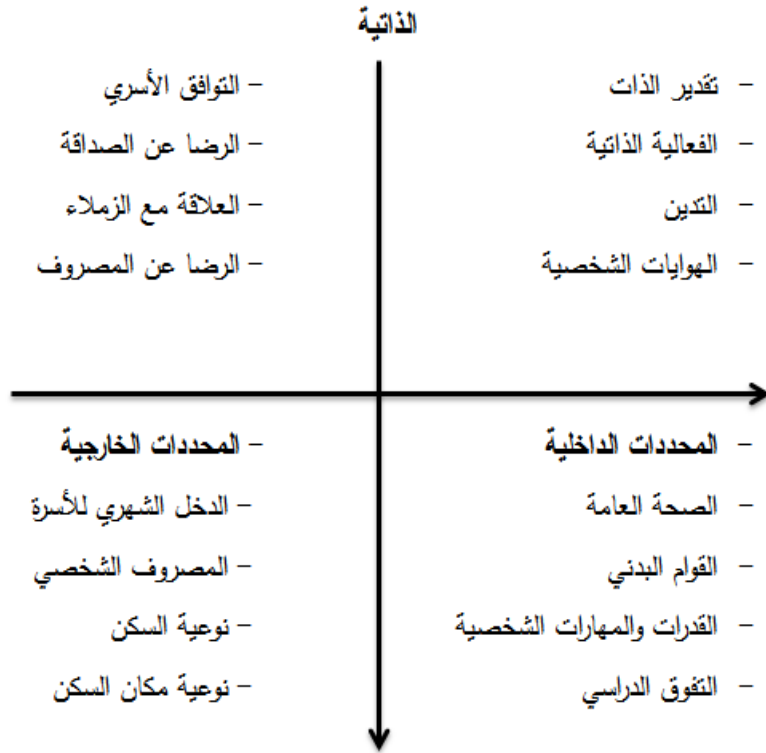 الذاتية
- تقدير الذات
- الفعالية الذاتية
- التدين
- الهوايات الشخصية
- التوافق الأسري
- الرضا عن الصداقة
- العلاقة مع الزملاء
- الرضا عن المصروف
- المحددات الداخلية
- الصحة العامة
- القوام البدني
- القدرات والمهارات الشخصية
- التفوق الدراسي
- المحددات الخارجية
- الدخل الشهري للأسرة
- المصروف الشخصي
- نوعية السكن
- نوعية مكان السكن